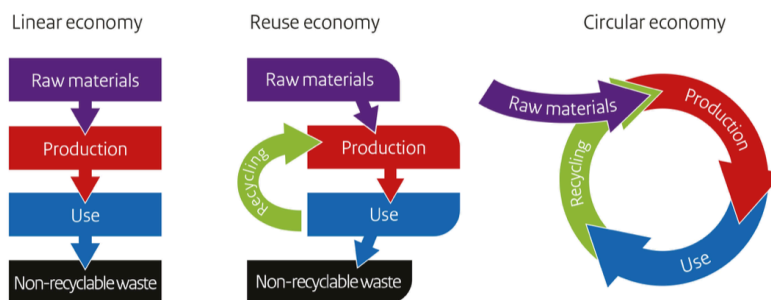 Linear economy
Raw materials
Production
Use
Non-recyclable waste
Reuse economy
Raw materials
Production
Recycling
Use
Non-recyclable waste
Circular economy
Raw materials
Production
Recycling
Use